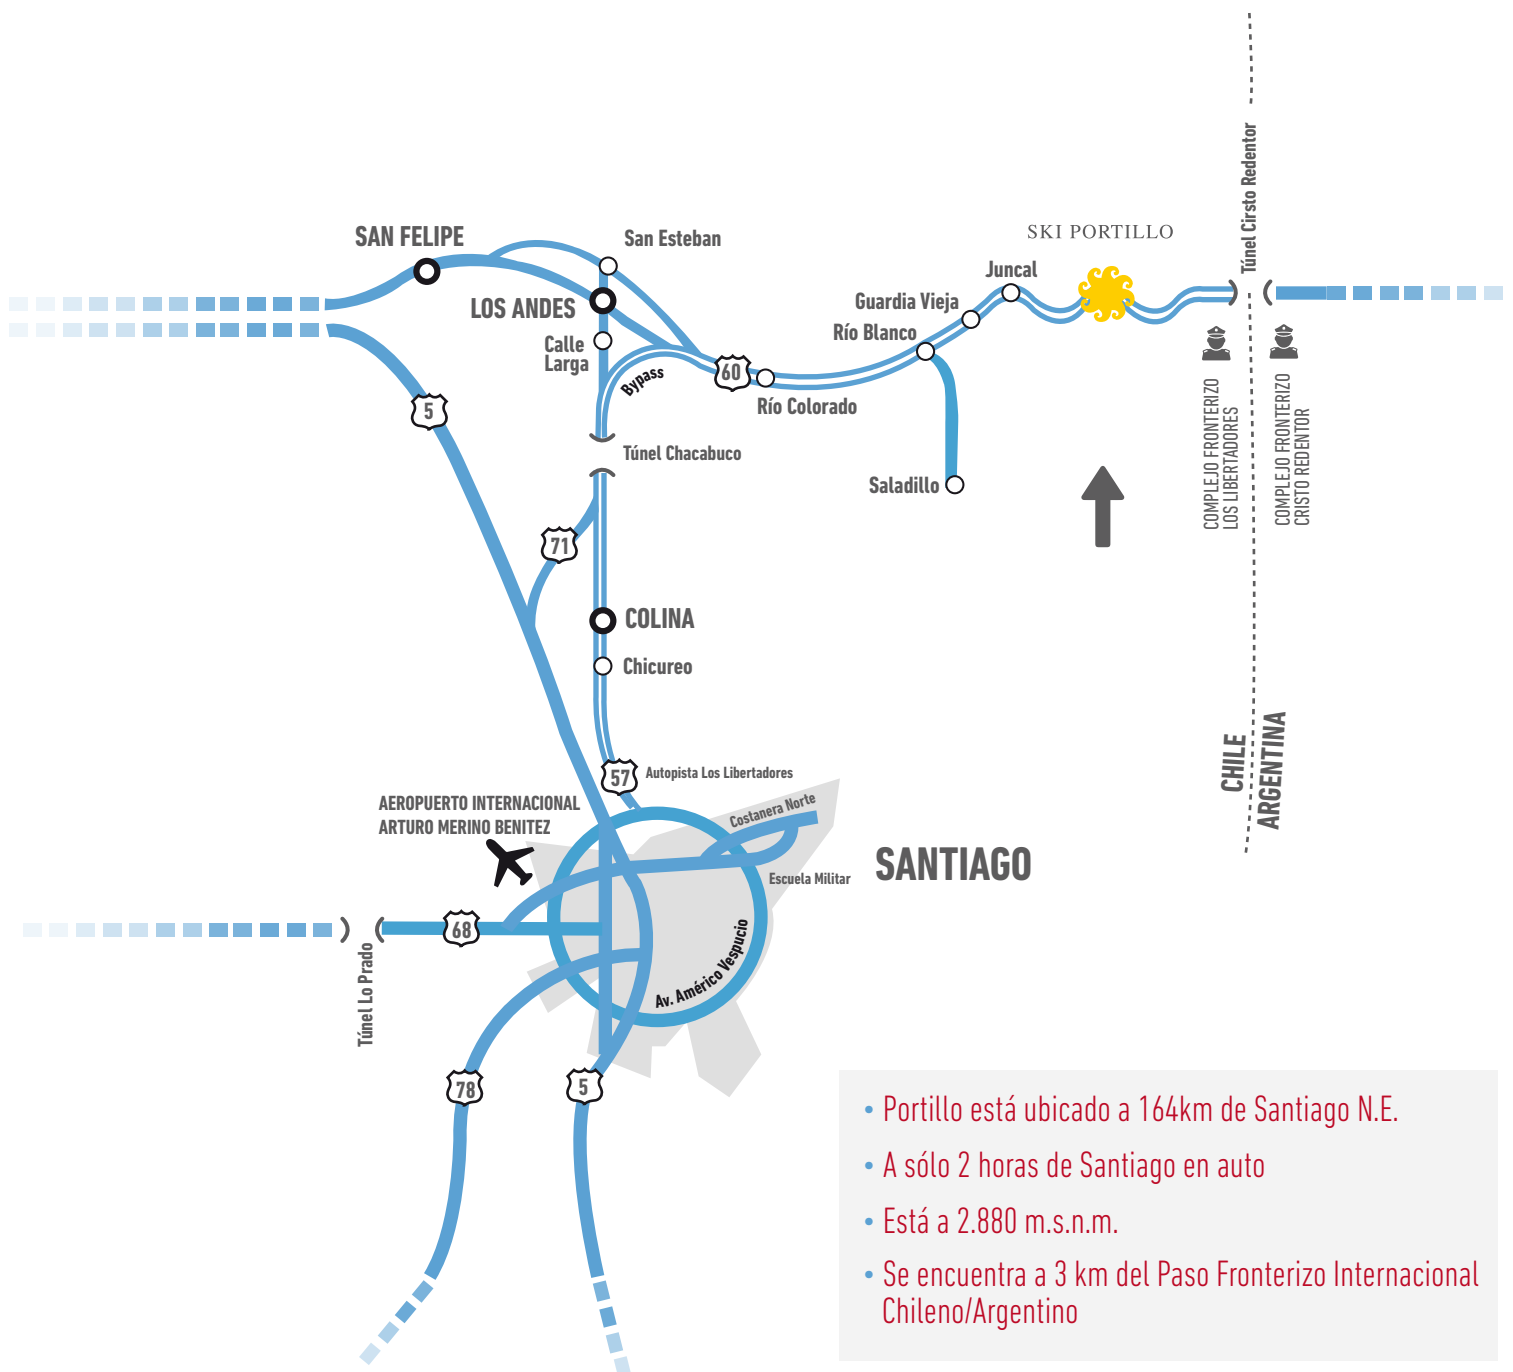 Túnel Cirsto Redentor
SKI PORTILLO
SAN FELIPE
San Esteban
LOS ANDES
Calle
Larga
Bypass
60
Río Colorado
Río Blanco
Guardia Vieja
Juncal
Saladillo
COMPLEJO FRONTERIZO
LOS LIBERTADORES
COMPLEJO FRONTERIZO
CRISTO REDENTOR
5
Túnel Chacabuco
71
COLINA
Chicureo
57
Autopista Los Libertadores
CHILE
ARGENTINA
AEROPUERTO INTERNACIONAL
ARTURO MERINO BENITEZ
Costanera Norte
SANTIAGO
Escuela Militar
68
Túnel Lo Prado
Av. Américo Vespucio
78
5
• Portillo está ubicado a 164km de Santiago N.E.
• A sólo 2 horas de Santiago en auto
• Está a 2.880 m.s.n.m.
• Se encuentra a 3 km del Paso Fronterizo Internacional
Chileno/Argentino